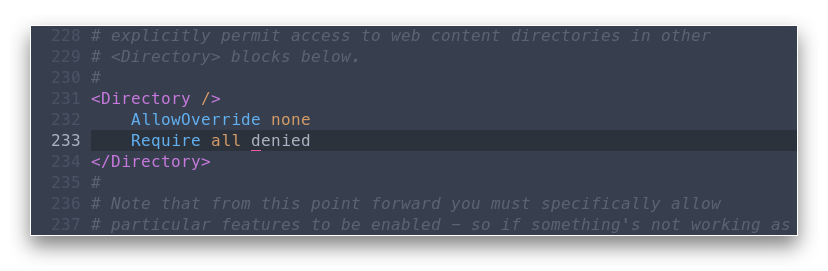 228 # explicitly permit access to web content directories in other
229 # <Directory> blocks below.
230 #
231 <Directory />
232     AllowOverride none
233     Require all denied
234 </Directory>
235 #
236 # Note that from this point forward you must specifically allow
237 # particular features to be enabled - so if something's not working as